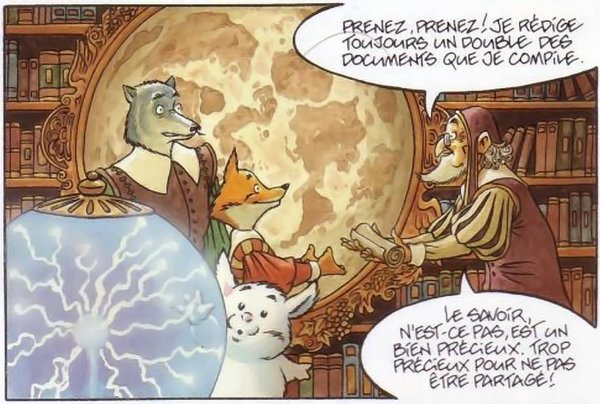 PRENEZ, PRENEZ! JE RÉDIGE
TOUJOURS UN DOUBLE DES
DOCUMENTS QUE JE COMPILE.
LE SAVOIR,
N'EST-CE PAS, EST UN
BIEN PRÉCIEUX. TROP
PRÉCIEUX POUR NE PAS
ÊTRE PARTAGÉ!